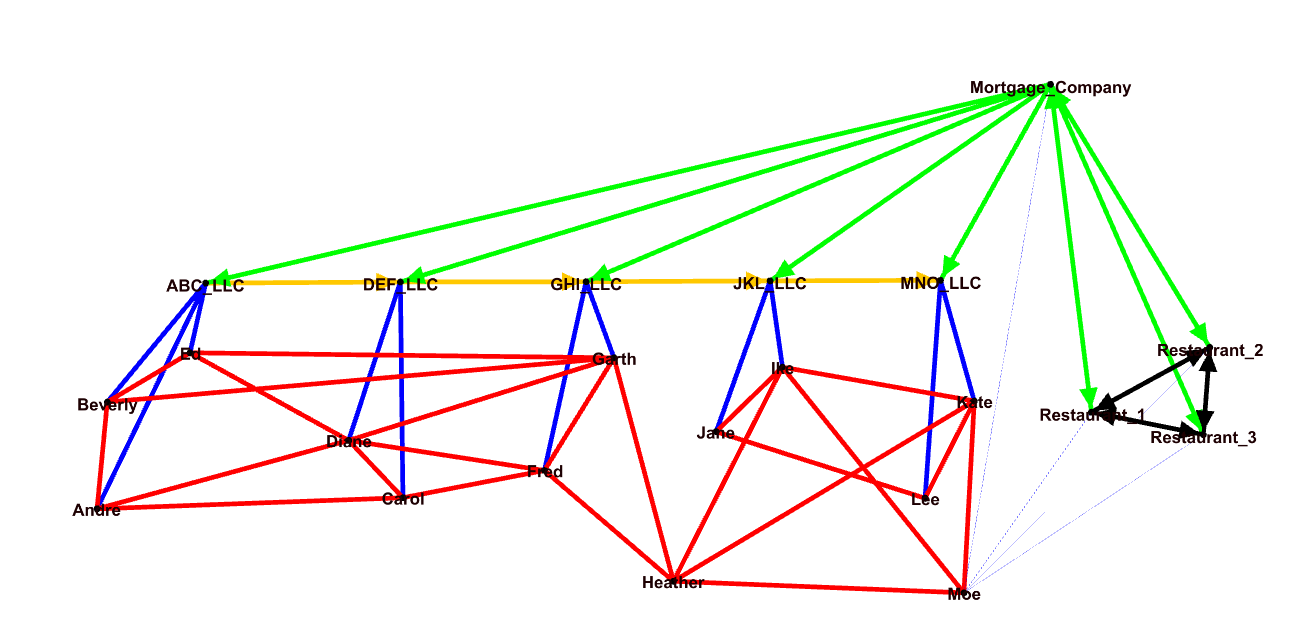 Mortgage_Company
ABC_LLC
DEF_LLC
GHI_LLC
JKL_LLC
MNO_LLC
Ed
Garth
Restaurant_2
Ike
Beverly
Kate
Restaurant_1
Jane
Diane
Restaurant_3
Fred
Carol
Lee
Andre
Heather
Moe